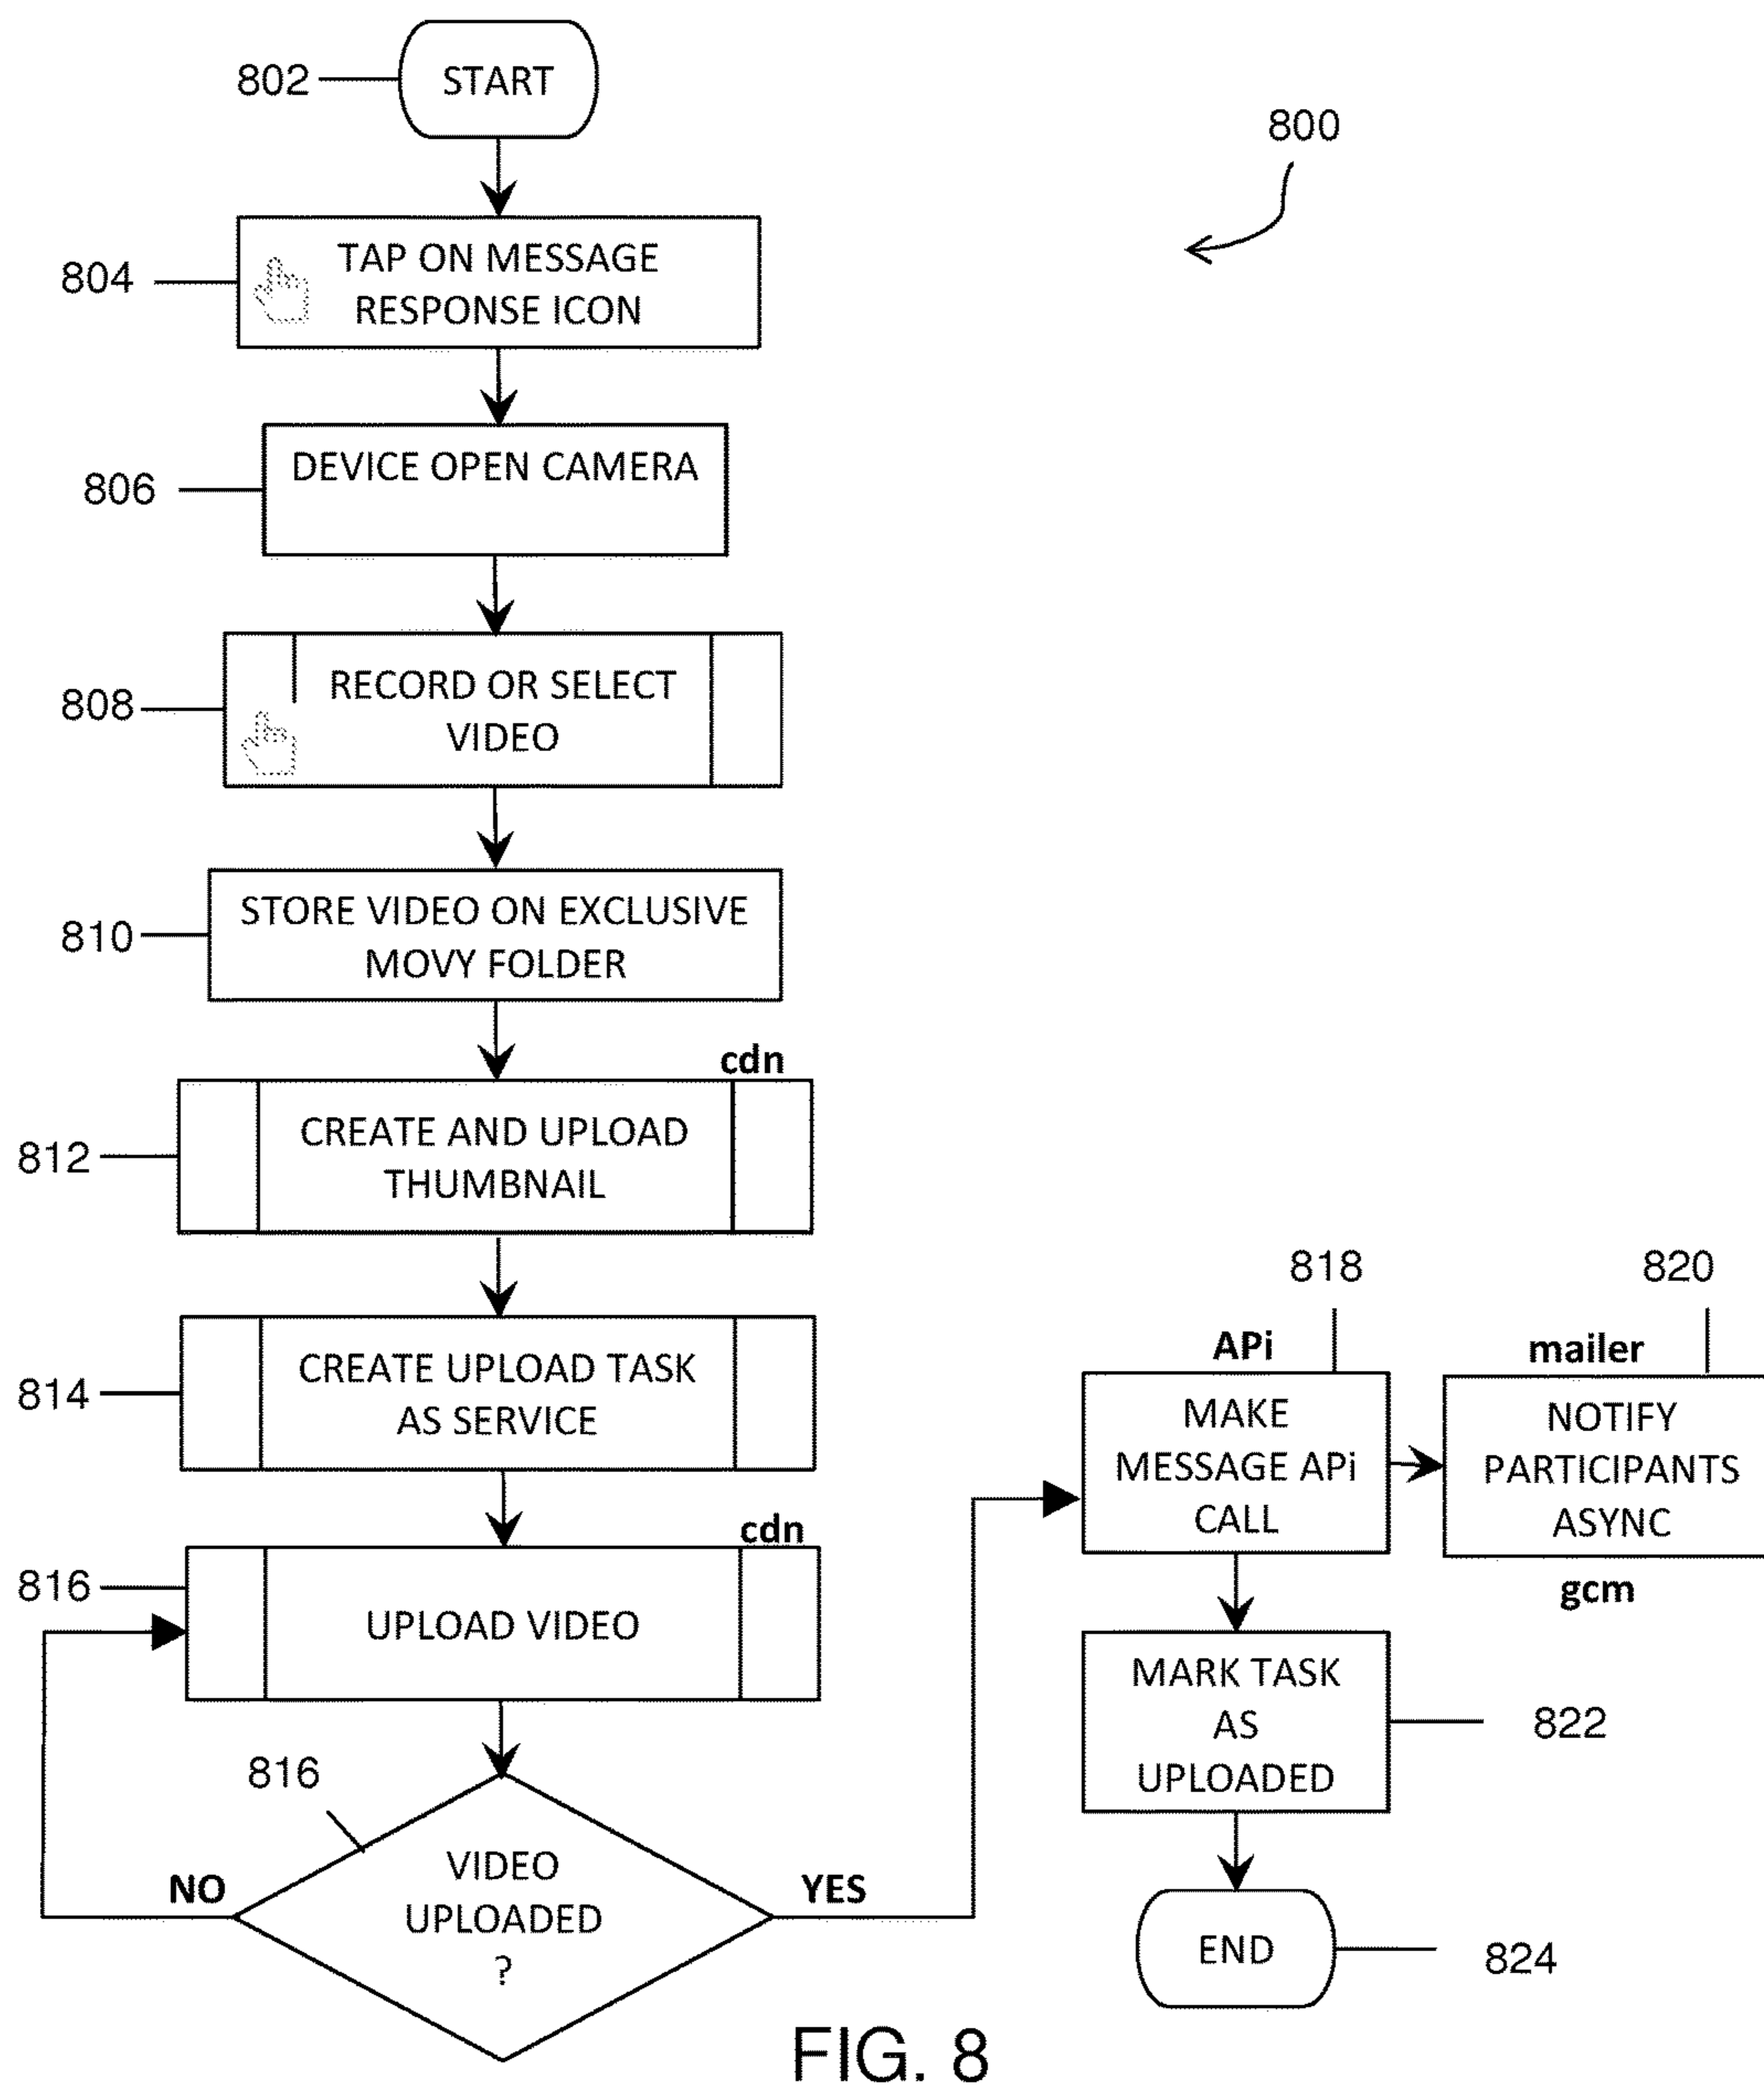 802
START
800
804
TAP ON MESSAGE
RESPONSE ICON
806
DEVICE OPEN CAMERA
808
RECORD OR SELECT
VIDEO
810
STORE VIDEO ON EXCLUSIVE
MOVY FOLDER
cdn
812
CREATE AND UPLOAD
THUMBNAIL
814
CREATE UPLOAD TASK
AS SERVICE
cdn
816
UPLOAD VIDEO
816
VIDEO
UPLOADED
?
NO
YES
818
APi
MAKE
MESSAGE APi
CALL
820
mailer
NOTIFY
PARTICIPANTS
ASYNC
gcm
MARK TASK
AS
UPLOADED
822
END
824
FIG. 8